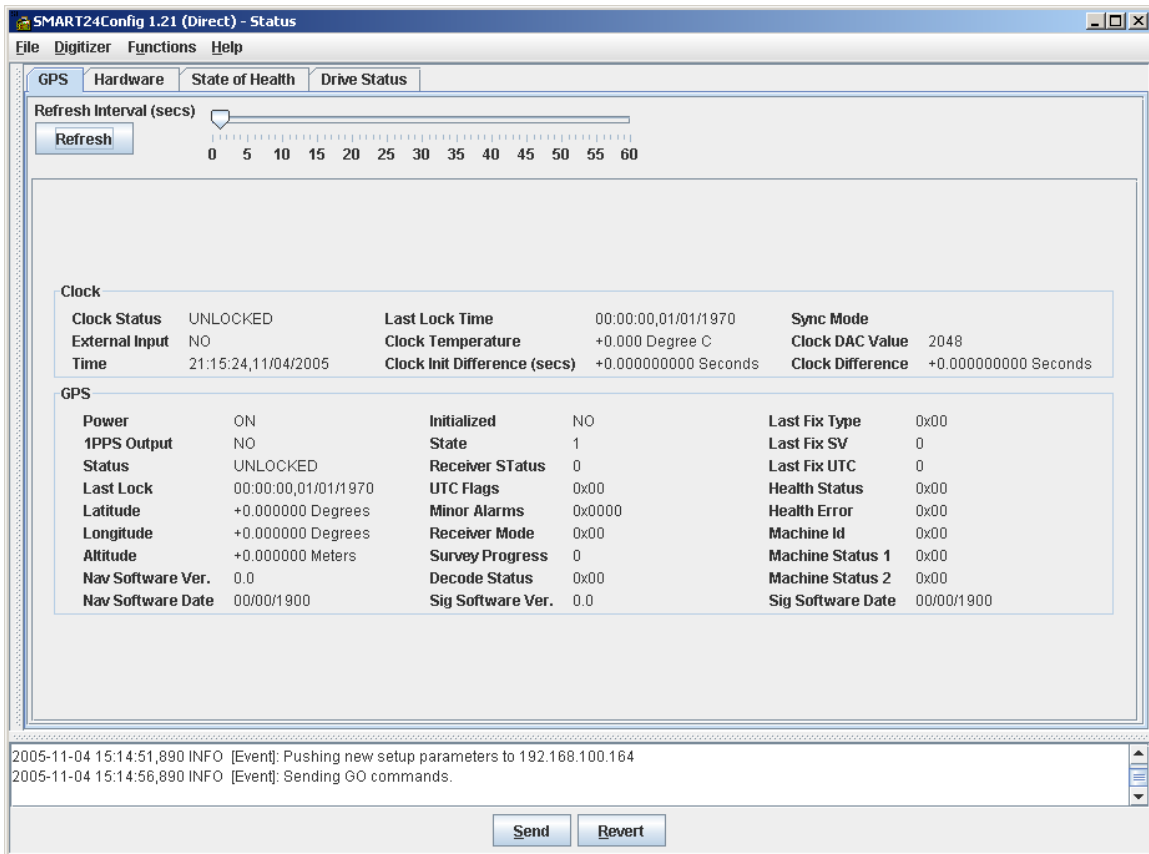 SMART24Config 1.21 (Direct) - Status
File Digitizer Functions Help
GPS Hardware State of Health Drive Status
Refresh Interval (secs)
Refresh
0 5 10 15 20 25 30 35 40 45 50 55 60
Clock
Clock Status UNLOCKED Last Lock Time 00:00:00,01/01/1970 Sync Mode
External Input NO Clock Temperature +0.000 Degree C Clock DAC Value 2048
Time 21:15:24,11/04/2005 Clock Init Difference (secs) +0.000000000 Seconds Clock Difference +0.000000000 Seconds
GPS
Power ON Initialized NO Last Fix Type 0x00
1PPS Output NO State 1 Last Fix SV 0
Status UNLOCKED Receiver STatus 0 Last Fix UTC 0
Last Lock 00:00:00,01/01/1970 UTC Flags 0x00 Health Status 0x00
Latitude +0.000000 Degrees Minor Alarms 0x0000 Health Error 0x00
Longitude +0.000000 Degrees Receiver Mode 0x00 Machine Id 0x00
Altitude +0.000000 Meters Survey Progress 0 Machine Status 1 0x00
Nav Software Ver. 0.0 Decode Status 0x00 Machine Status 2 0x00
Nav Software Date 00/00/1900 Sig Software Ver. 0.0 Sig Software Date 00/00/1900
2005-11-04 15:14:51,890 INFO [Event]: Pushing new setup parameters to 192.168.100.164
2005-11-04 15:14:56,890 INFO [Event]: Sending GO commands.
Send Revert